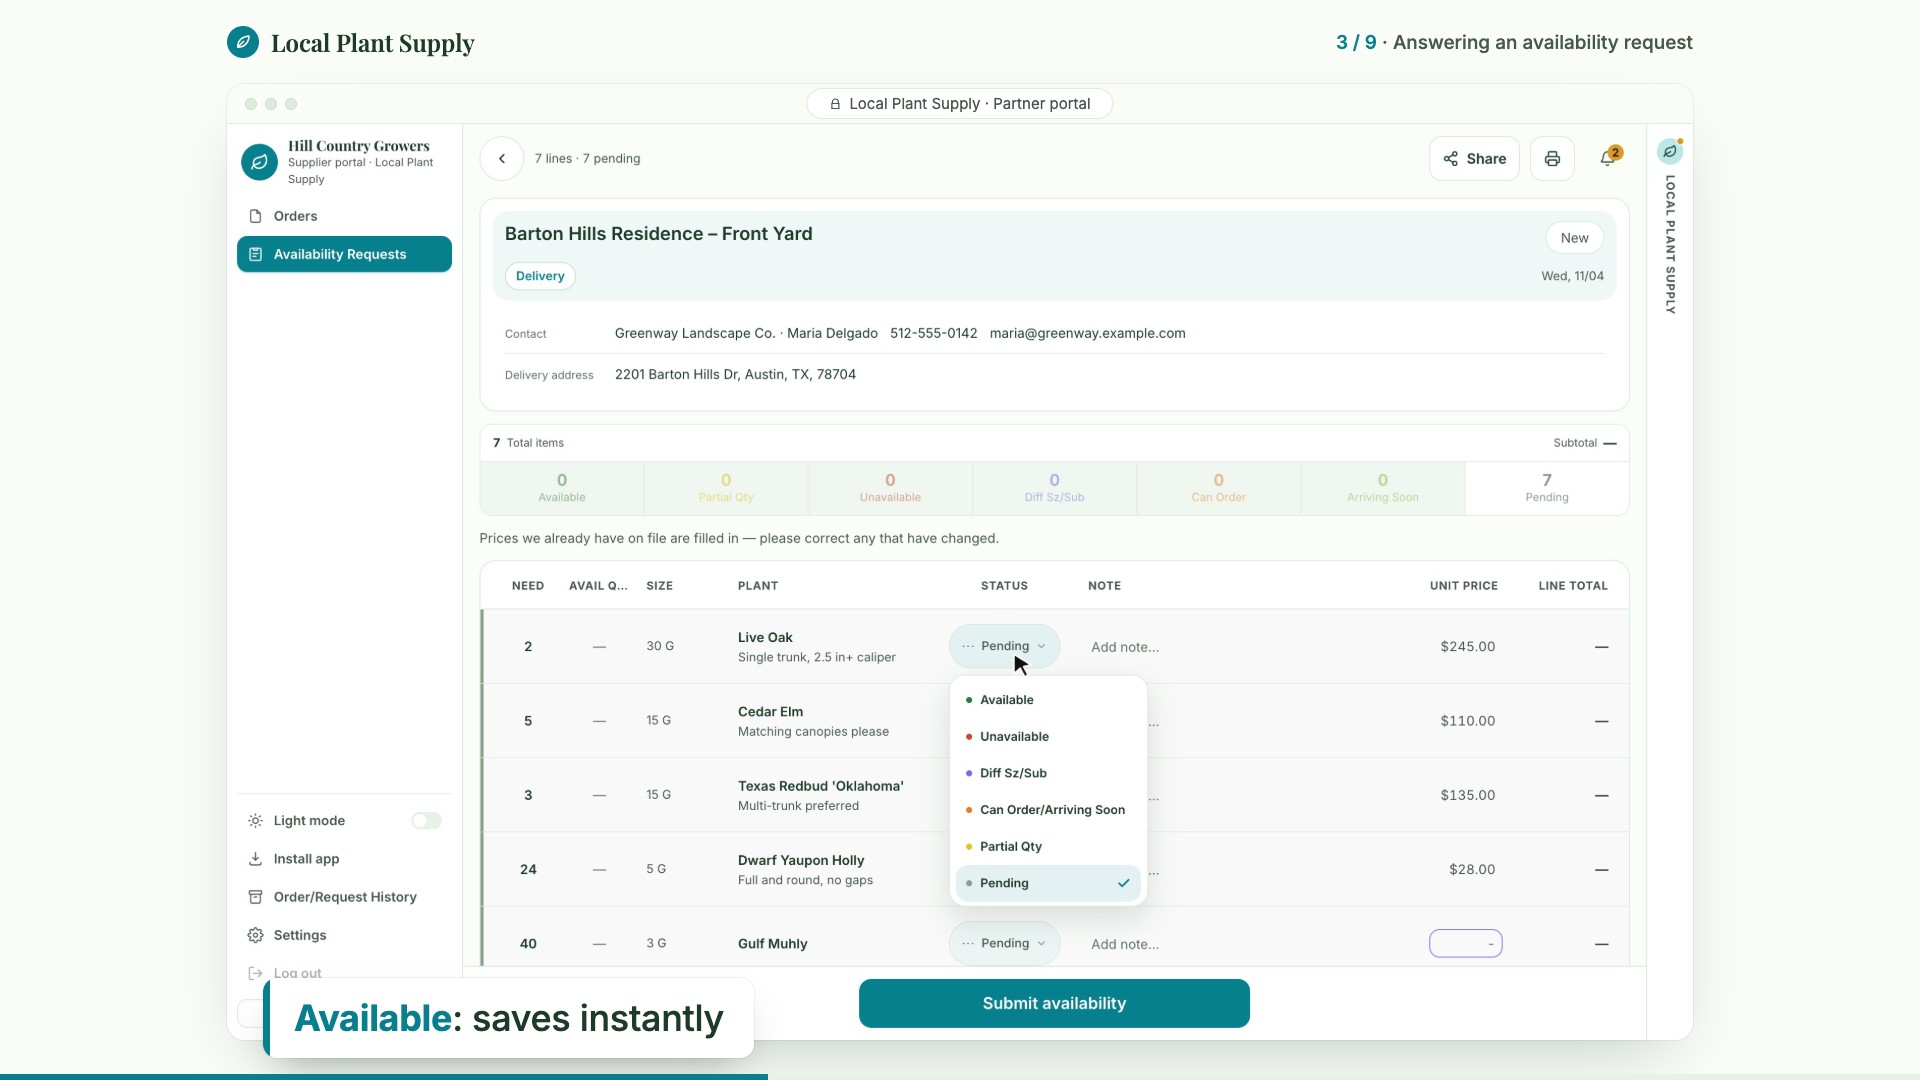 Local Plant Supply
3 / 9 · Answering an availability request
Local Plant Supply · Partner portal
Hill Country Growers
Supplier portal · Local Plant
Supply
Orders
Availability Requests
7 lines · 7 pending
Share
2
LOCAL PLANT SUPPLY
Barton Hills Residence – Front Yard
New
Delivery
Wed, 11/04
Contact
Greenway Landscape Co. · Maria Delgado 512-555-0142 maria@greenway.example.com
Delivery address
2201 Barton Hills Dr, Austin, TX, 78704
7 Total items
Subtotal —
0 0 0 0 0 0 7
Available Partial Qty Unavailable Diff Sz/Sub Can Order Arriving Soon Pending
Prices we already have on file are filled in — please correct any that have changed.
NEED AVAIL Q... SIZE PLANT STATUS NOTE UNIT PRICE LINE TOTAL
2 — 30 G Live Oak ··· Pending Add note... $245.00 —
Single trunk, 2.5 in+ caliper
5 — 15 G Cedar Elm ... $110.00 —
Matching canopies please
3 — 15 G Texas Redbud 'Oklahoma' ... $135.00 —
Multi-trunk preferred
24 — 5 G Dwarf Yaupon Holly ... $28.00 —
Full and round, no gaps
40 — 3 G Gulf Muhly ··· Pending Add note... - —
Available
Unavailable
Diff Sz/Sub
Can Order/Arriving Soon
Partial Qty
Pending
Light mode
Install app
Order/Request History
Settings
Log out
Submit availability
Available: saves instantly